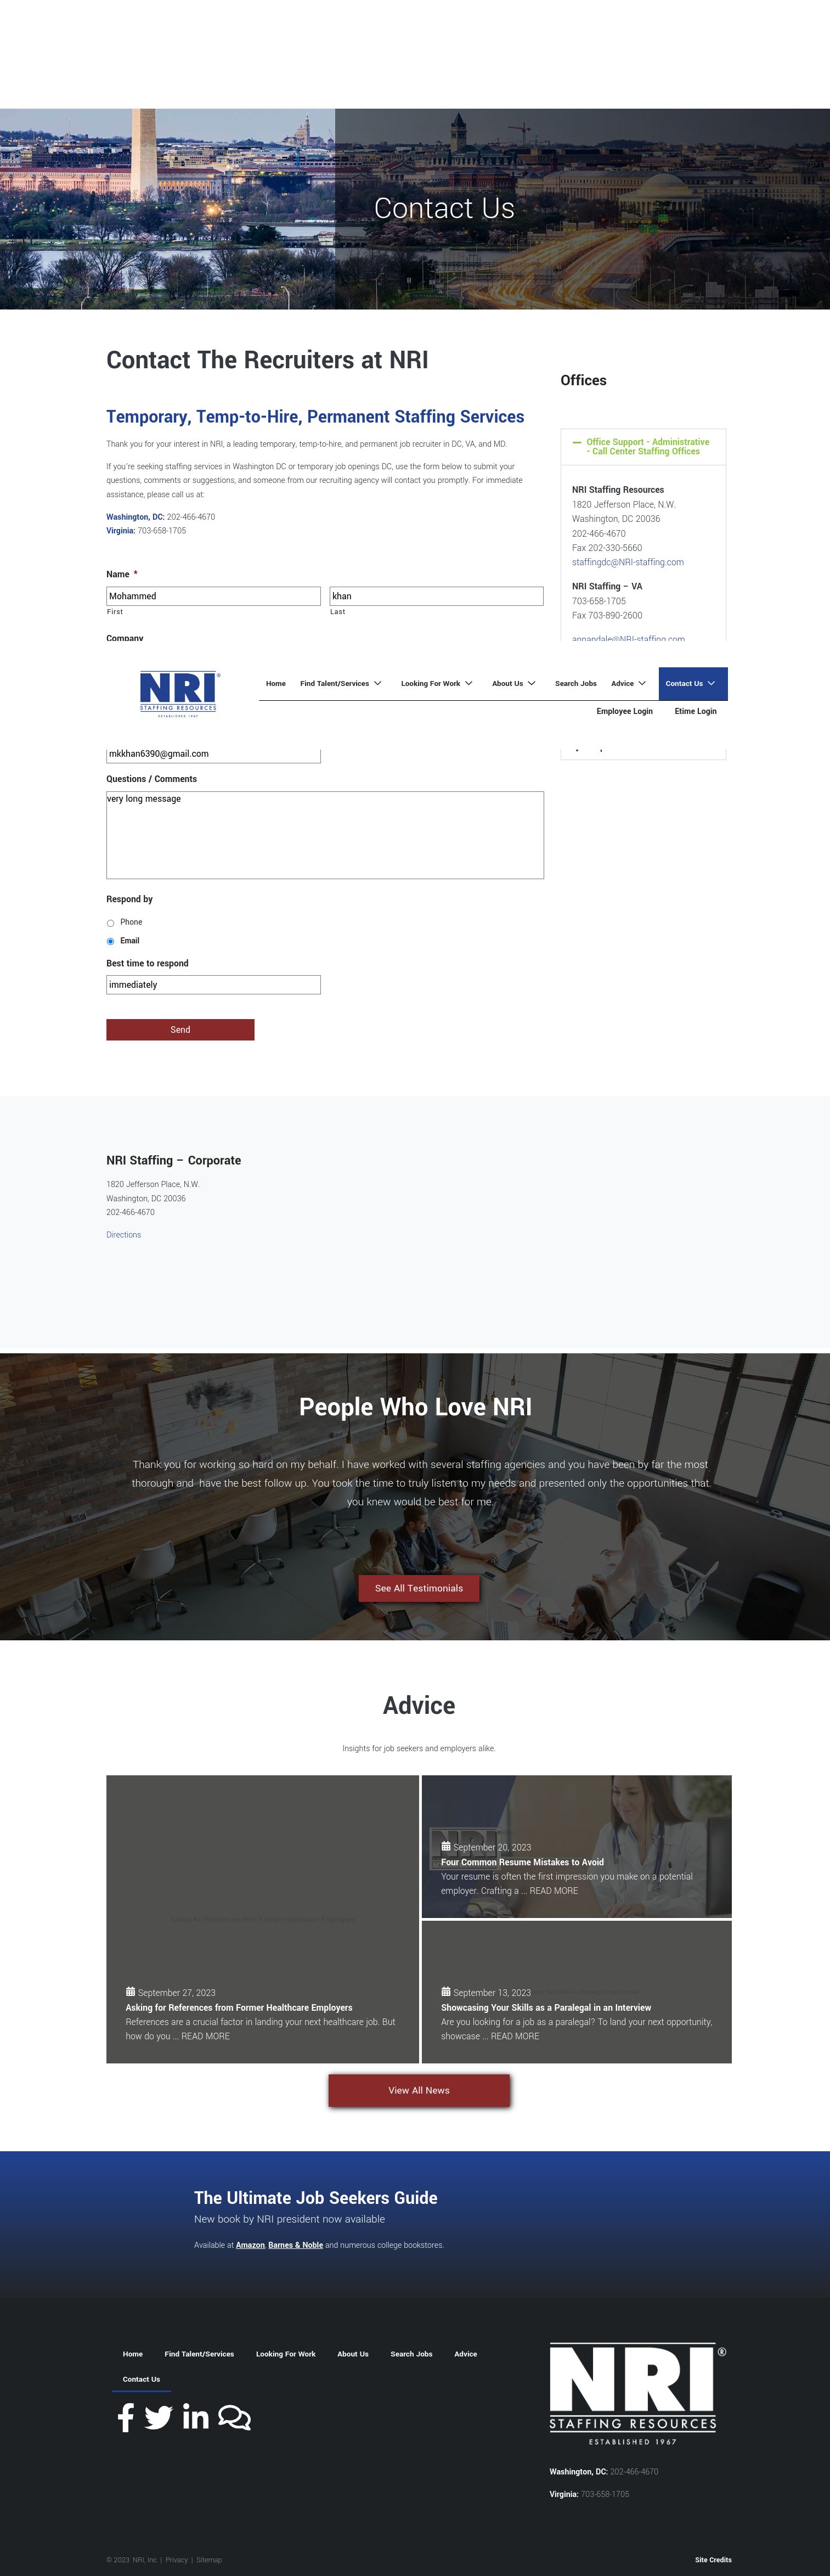 Contact Us
Contact The Recruiters at NRI
Temporary, Temp-to-Hire, Permanent Staffing Services
Thank you for your interest in NRI, a leading temporary, temp-to-hire, and permanent job recruiter in DC, VA, and MD.
If you're seeking staffing services in Washington DC or temporary job openings DC, use the form below to submit your
questions, comments or suggestions, and someone from our recruiting agency will contact you promptly. For immediate
assistance, please call us at:
Washington, DC: 202-466-4670
Virginia: 703-658-1705
Name *
Mohammed
khan
First
Last
Company
Offices
Office Support - Administrative
- Call Center Staffing Offices
NRI Staffing Resources
1820 Jefferson Place, N.W.
Washington, DC 20036
202-466-4670
Fax 202-330-5660
staffingdc@NRI-staffing.com
NRI Staffing – VA
703-658-1705
Fax 703-890-2600
annandale@NRI-staffing.com
NRI®
STAFFING RESOURCES
ESTABLISHED 1967
Home
Find Talent/Services
Looking For Work
About Us
Search Jobs
Advice
Contact Us
Employee Login
Etime Login
mkkhan6390@gmail.com
Questions / Comments
very long message
Respond by
Phone
Email
Best time to respond
immediately
Send
NRI Staffing – Corporate
1820 Jefferson Place, N.W.
Washington, DC 20036
202-466-4670
Directions
People Who Love NRI
Thank you for working so hard on my behalf. I have worked with several staffing agencies and you have been by far the most
thorough and have the best follow up. You took the time to truly listen to my needs and presented only the opportunities that
you knew would be best for me.
See All Testimonials
Advice
Insights for job seekers and employers alike.
September 27, 2023
Asking for References from Former Healthcare Employers
References are a crucial factor in landing your next healthcare job. But
how do you ... READ MORE
September 20, 2023
Four Common Resume Mistakes to Avoid
Your resume is often the first impression you make on a potential
employer. Crafting a ... READ MORE
September 13, 2023
Showcasing Your Skills as a Paralegal in an Interview
Are you looking for a job as a paralegal? To land your next opportunity,
showcase ... READ MORE
View All News
The Ultimate Job Seekers Guide
New book by NRI president now available
Available at Amazon, Barnes & Noble and numerous college bookstores.
Home
Find Talent/Services
Looking For Work
About Us
Search Jobs
Advice
Contact Us
NRI®
STAFFING RESOURCES
ESTABLISHED 1967
Washington, DC: 202-466-4670
Virginia: 703-658-1705
© 2023 NRI, Inc | Privacy | Sitemap
Site Credits